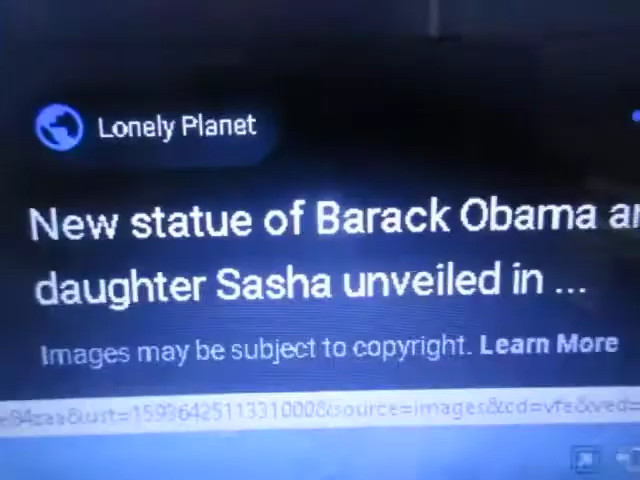 Lonely Planet
New statue of Barack Obama
daughter Sasha unveiled in ...
Images may be subject to copyright. Learn More